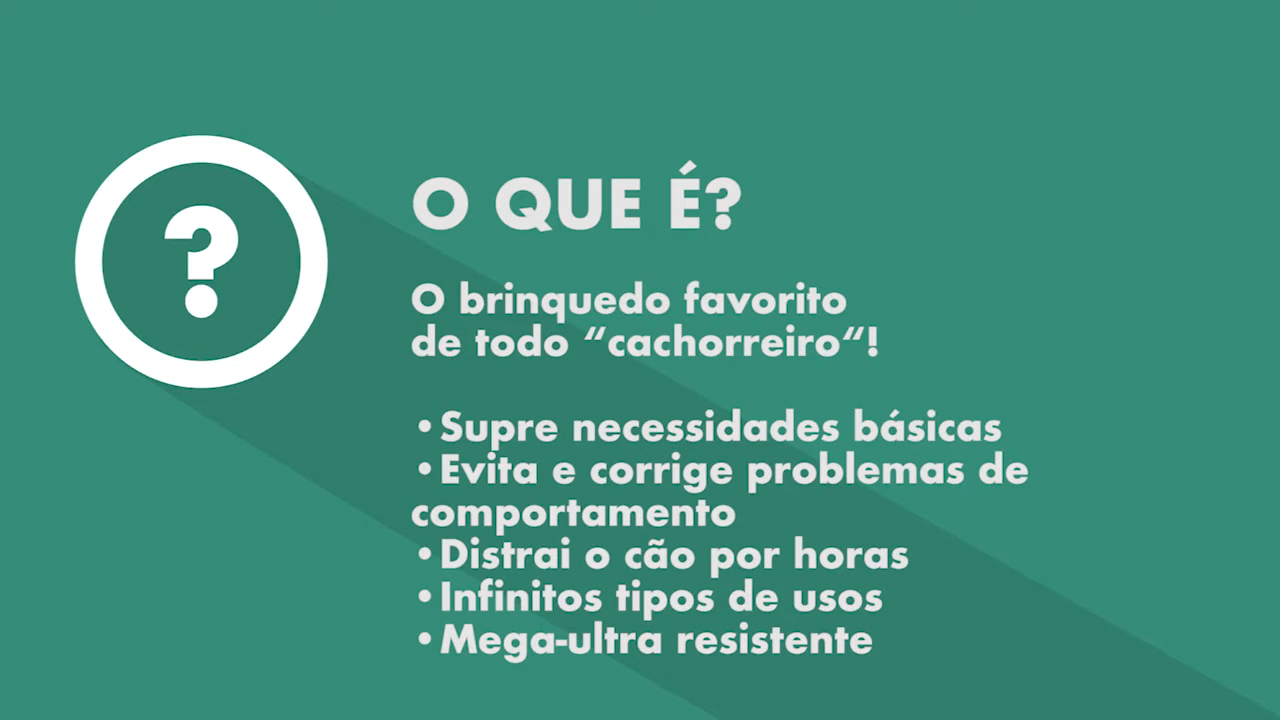 ?
O QUE É?
O brinquedo favorito
de todo “cachorreiro“!
•Supre necessidades básicas
•Evita e corrige problemas de
comportamento
•Distrai o cão por horas
•Infinitos tipos de usos
•Mega-ultra resistente